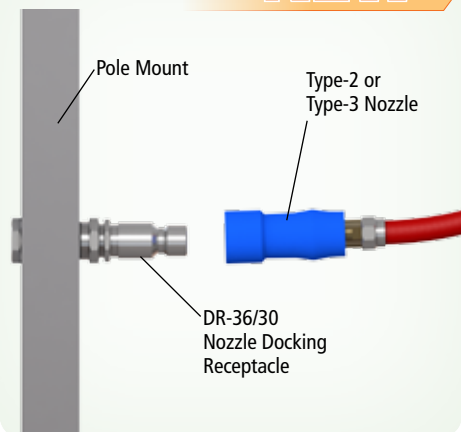 Pole Mount
Type-2 or
Type-3 Nozzle
DR-36/30
Nozzle Docking
Receptacle